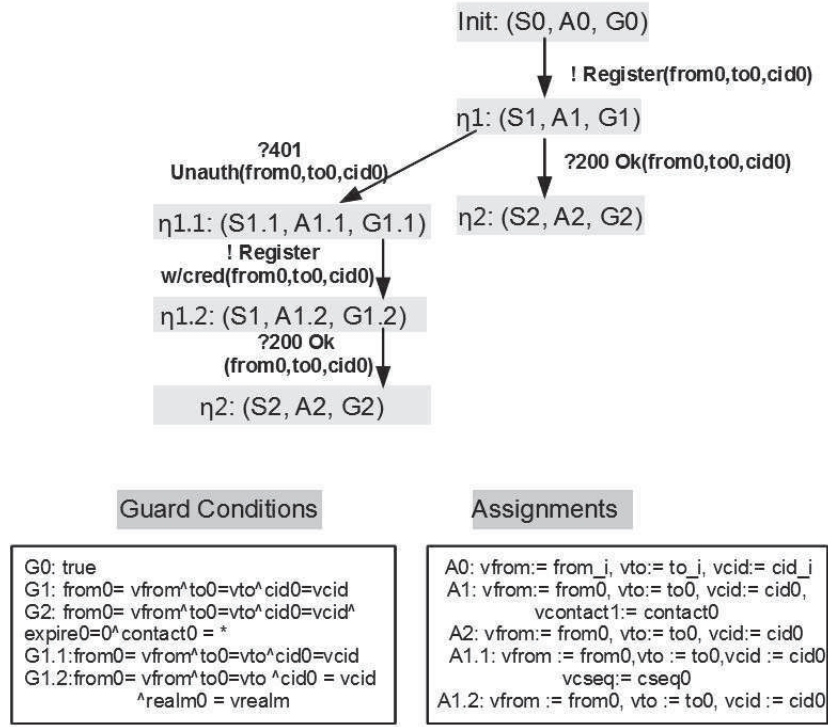 Init: (S0, A0, G0)
! Register(from0,to0,cid0)
η1: (S1, A1, G1)
?401
Unauth(from0,to0,cid0)
?200 Ok(from0,to0,cid0)
η1.1: (S1.1, A1.1, G1.1)
η2: (S2, A2, G2)
! Register
w/cred(from0,to0,cid0)
η1.2: (S1, A1.2, G1.2)
?200 Ok
(from0,to0,cid0)
η2: (S2, A2, G2)
Guard Conditions
G0: true
G1: from0= vfrom^to0=vto^cid0=vcid
G2: from0= vfrom^to0=vto^cid0=vcid^
expire0=0^contact0 = *
G1.1:from0= vfrom^to0=vto^cid0=vcid
G1.2:from0= vfrom^to0=vto ^cid0 = vcid
^realm0 = vrealm
Assignments
A0: vfrom:= from_i, vto:= to_i, vcid:= cid_i
A1: vfrom:= from0, vto:= to0, vcid:= cid0,
vcontact1:= contact0
A2: vfrom:= from0, vto:= to0, vcid:= cid0
A1.1: vfrom := from0,vto := to0,vcid := cid0
vcseq:= cseq0
A1.2: vfrom := from0, vto := to0, vcid := cid0